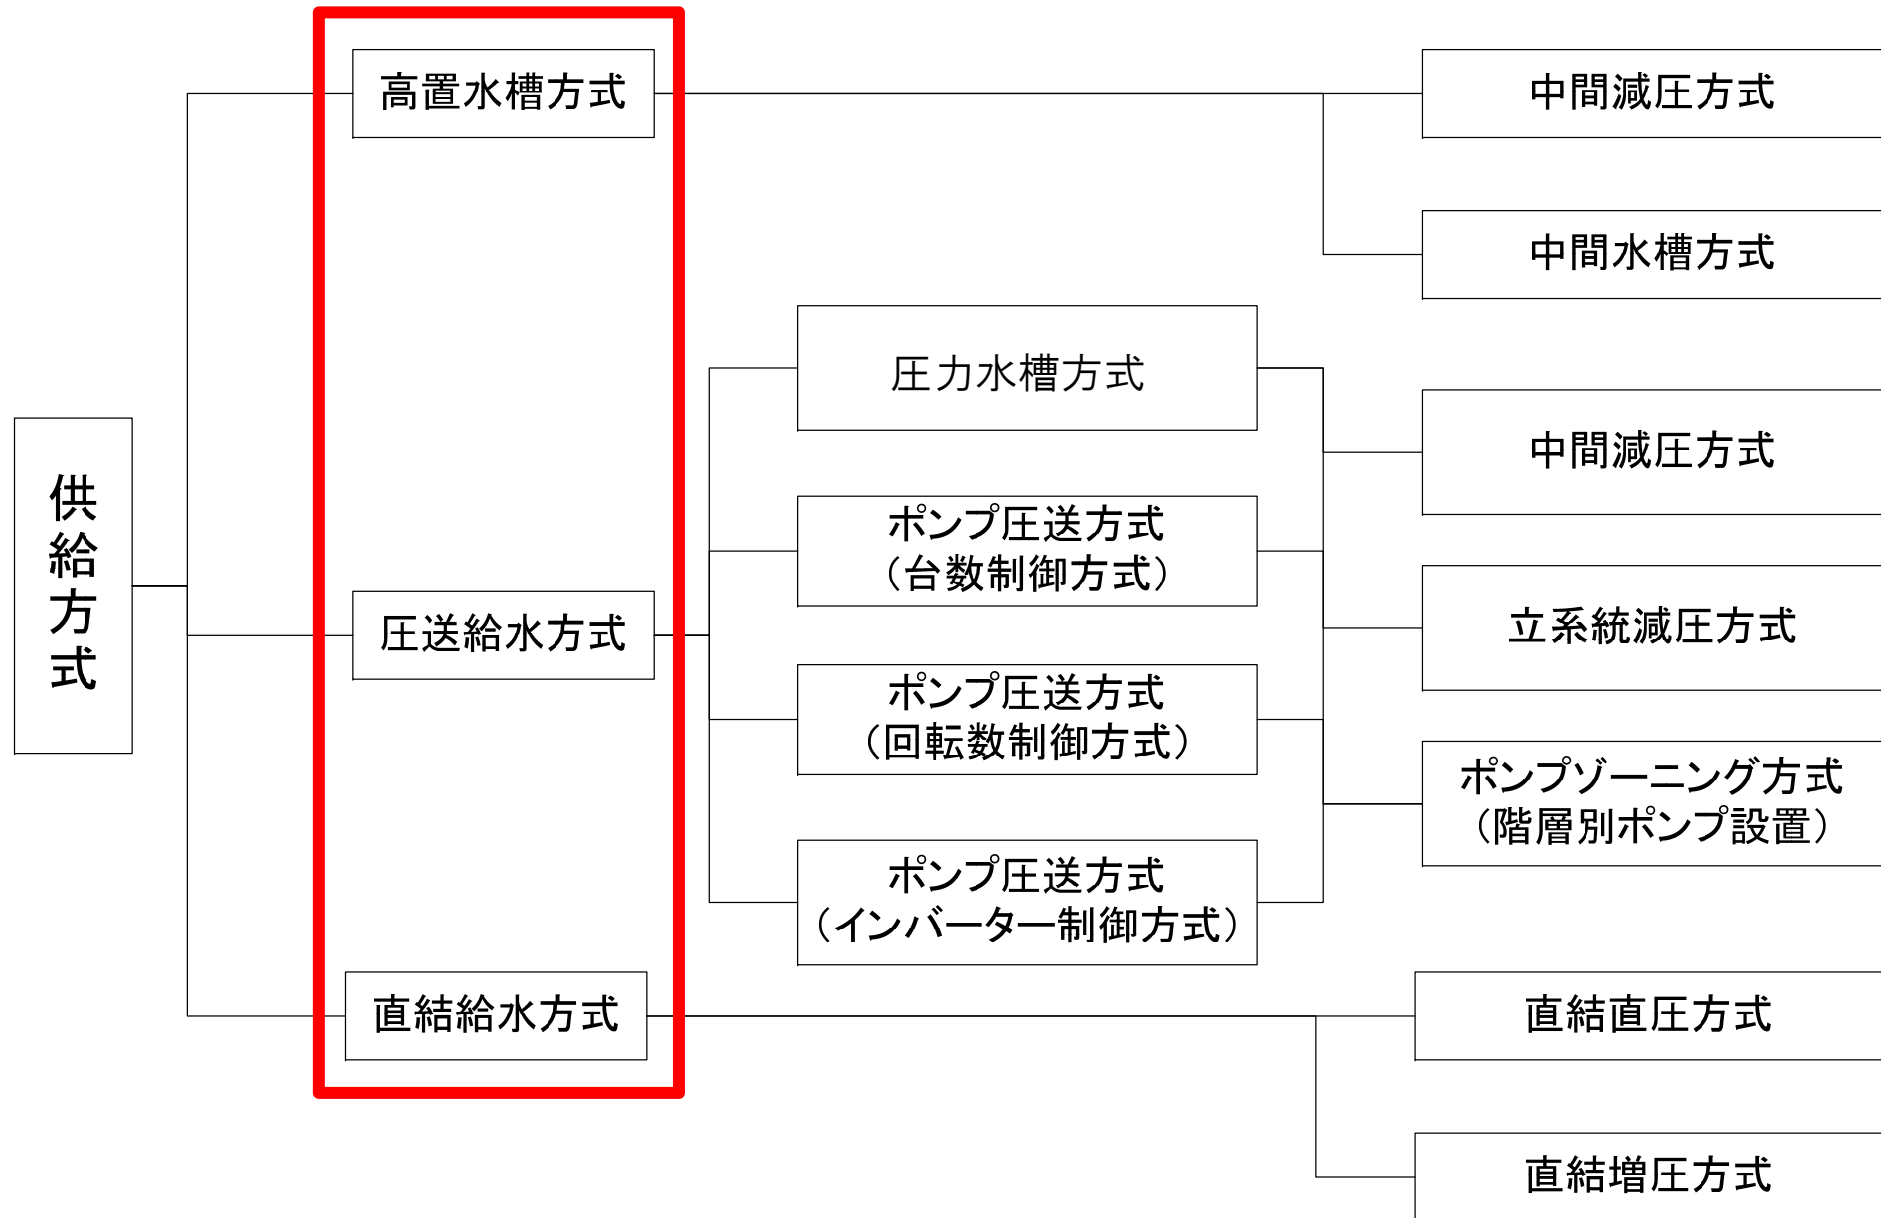 供給方式
高置水槽方式
圧送給水方式
直結給水方式
圧力水槽方式
ポンプ圧送方式
（台数制御方式）
ポンプ圧送方式
（回転数制御方式）
ポンプ圧送方式
（インバーター制御方式）
中間減圧方式
中間水槽方式
中間減圧方式
立系統減圧方式
ポンプゾーニング方式
（階層別ポンプ設置）
直結直圧方式
直結増圧方式